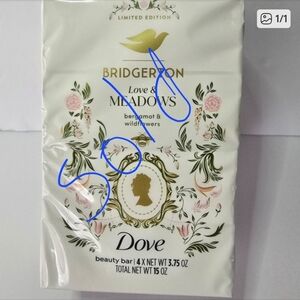 1/1
LIMITED EDITION
BRIDGERTON
Love &
MEADOWS
bergamot &
wildflowers
Sold
Dove
beauty bar | 4 X NET WT 3.75 OZ
TOTAL NET WT 15 OZ